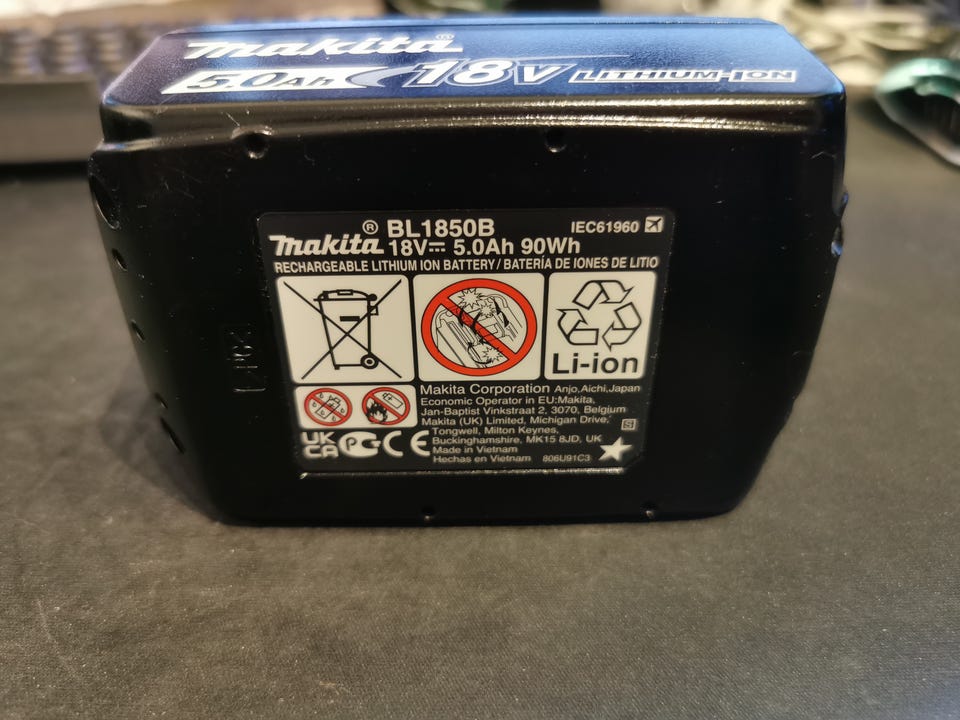 makita®
5.0Ah 18V LITHIUM-ION
makita® BL1850B IEC61960
18V⎓ 5.0Ah 90Wh
RECHARGEABLE LITHIUM ION BATTERY / BATERÍA DE IONES DE LITIO
Li-ion
Makita Corporation Anjo,Aichi,Japan
Economic Operator in EU:Makita,
Jan-Baptist Vinkstraat 2, 3070, Belgium
Makita (UK) Limited, Michigan Drive,
Tongwell, Milton Keynes,
Buckinghamshire, MK15 8JD, UK
Made in Vietnam
Hechas en Vietnam 806U91C3
UK
CA CE